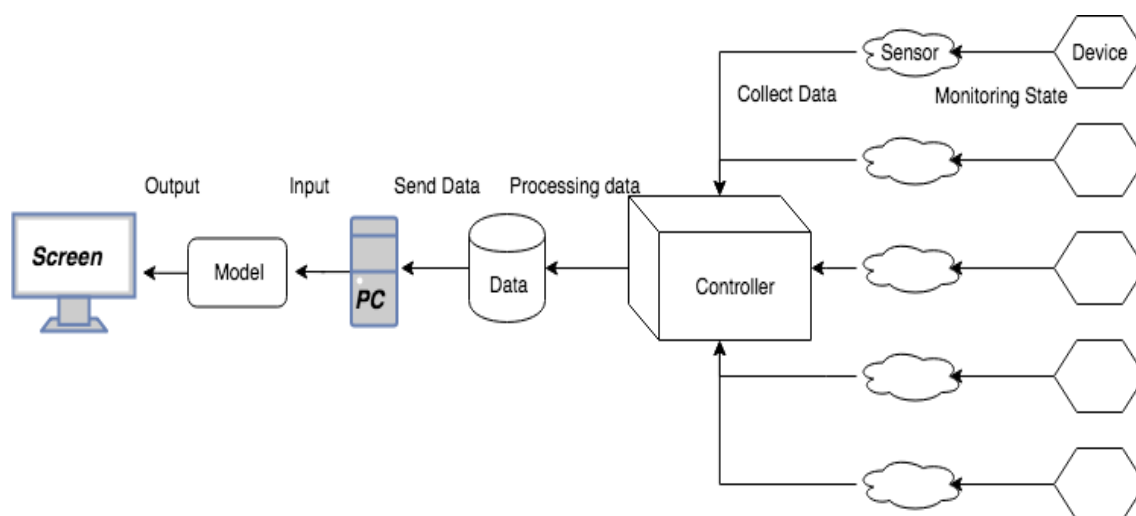 Sensor
Device
Collect Data
Monitoring State
Output
Input
Send Data
Processing data
Screen
Model
PC
Data
Controller